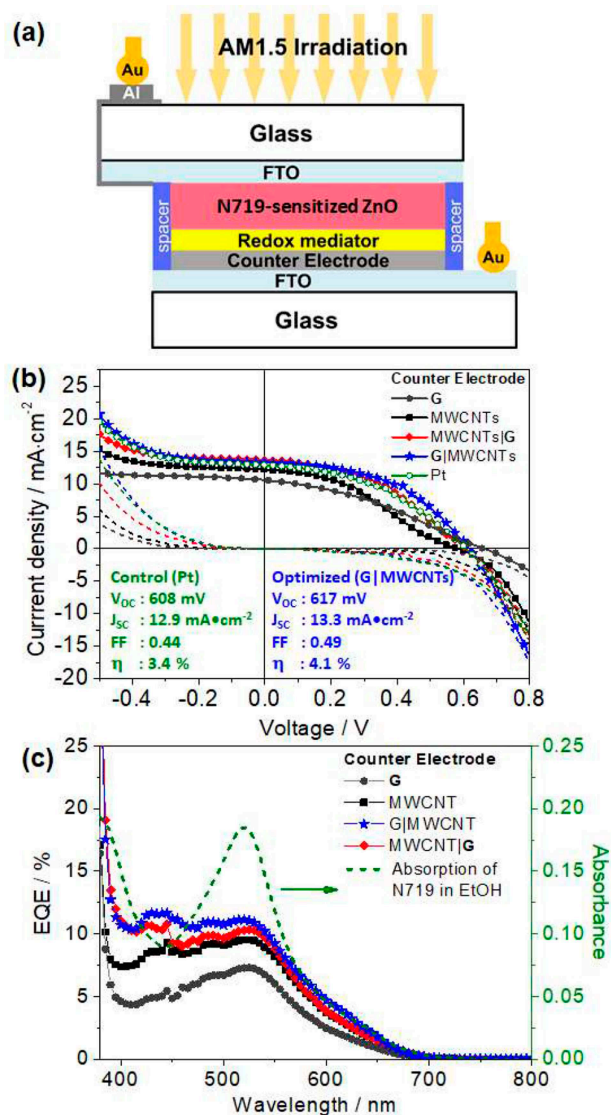 (a)
AM1.5 Irradiation
Au
Al
Glass
FTO
spacer
N719-sensitized ZnO
spacer
Redox mediator
Counter Electrode
Au
FTO
Glass
(b)
Currrent density / mA·cm-2
25
20
15
10
5
0
-5
-10
-15
-20
Counter Electrode
G
MWCNTs
MWCNTs|G
G|MWCNTs
Pt
Control (Pt)
VOC : 608 mV
JSC : 12.9 mA•cm-2
FF : 0.44
η : 3.4 %
Optimized (G|MWCNTs)
VOC : 617 mV
JSC : 13.3 mA•cm-2
FF : 0.49
η : 4.1 %
-0.4 -0.2 0.0 0.2 0.4 0.6 0.8
Voltage / V
(c)
EQE / %
25
20
15
10
5
0
Counter Electrode
G
MWCNT
G|MWCNT
MWCNT|G
Absorption of
N719 in EtOH
0.25
0.20
0.15
0.10
0.05
0.00
Absorbance
400 500 600 700 800
Wavelength / nm